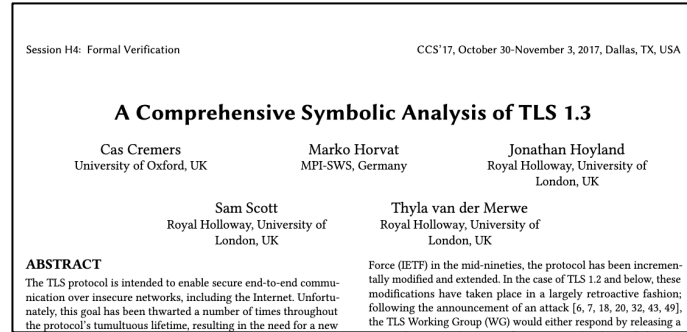 Session H4: Formal Verification
CCS'17, October 30-November 3, 2017, Dallas, TX, USA
A Comprehensive Symbolic Analysis of TLS 1.3
Cas Cremers
University of Oxford, UK
Marko Horvat
MPI-SWS, Germany
Jonathan Hoyland
Royal Holloway, University of
London, UK
Sam Scott
Royal Holloway, University of
London, UK
Thyla van der Merwe
Royal Holloway, University of
London, UK
ABSTRACT
The TLS protocol is intended to enable secure end-to-end commu-
nication over insecure networks, including the Internet. Unfortu-
nately, this goal has been thwarted a number of times throughout
the protocol's tumultuous lifetime, resulting in the need for a new
Force (IETF) in the mid-nineties, the protocol has been incremen-
tally modified and extended. In the case of TLS 1.2 and below, these
modifications have taken place in a largely retroactive fashion;
following the announcement of an attack [6, 7, 18, 20, 32, 43, 49],
the TLS Working Group (WG) would either respond by releasing a